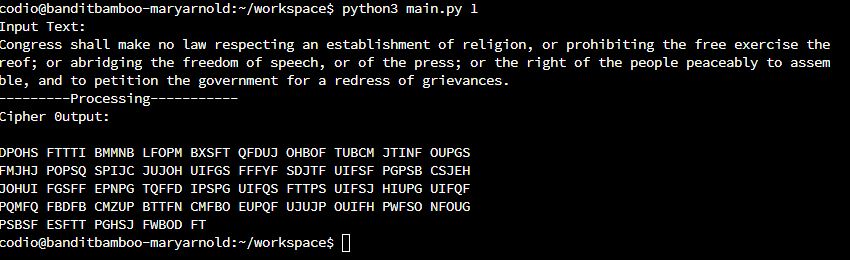 codio@banditbamboo-maryarnold:~/workspace$ python3 main.py 1
Input Text:
Congress shall make no law respecting an establishment of religion, or prohibiting the free exercise the
reof; or abridging the freedom of speech, or of the press; or the right of the people peaceably to assem
ble, and to petition the government for a redress of grievances.
---------Processing-----------
Cipher Output:

DPOHS FTTTI BMMNB LFOPM BXSFT QFDUJ OHBOF TUBCM JTINF OUPGS
FMJHJ POPSQ SPIJC JUJOH UIFGS FFFYF SDJTF UIFSF PGPSB CSJEH
JOHUI FGSFF EPNPG TQFFD IPSPG UIFQS FTTPS UIFSJ HIUPG UIFQF
PQMFQ FBDFB CMZUP BTTFN CMFBO EUPQF UJUJP OUIFH PWFSO NFOUG
PSBSF ESFTT PGHSJ FWBOD FT
codio@banditbamboo-maryarnold:~/workspace$